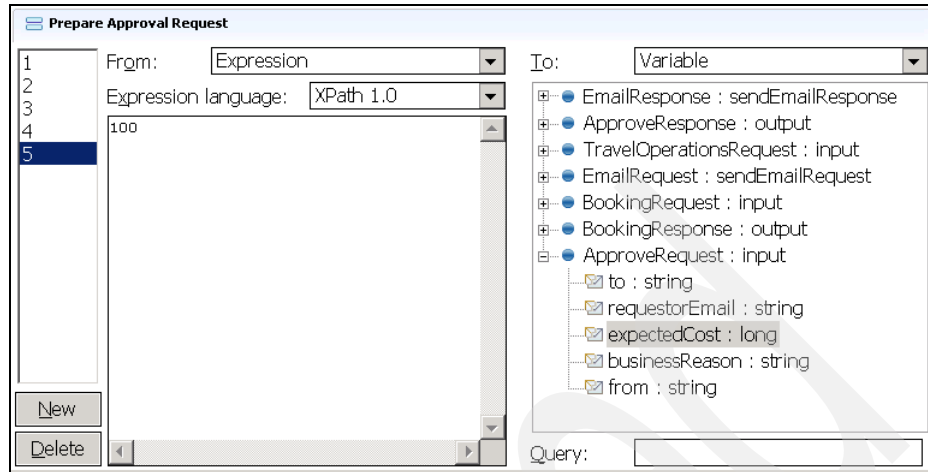 Prepare Approval Request
1
2
3
4
5
From: Expression
Expression language: XPath 1.0
100
New
Delete
To: Variable
EmailResponse : sendEmailResponse
ApproveResponse : output
TravelOperationsRequest : input
EmailRequest : sendEmailRequest
BookingRequest : input
BookingResponse : output
ApproveRequest : input
to : string
requestorEmail : string
expectedCost : long
businessReason : string
from : string
Query: